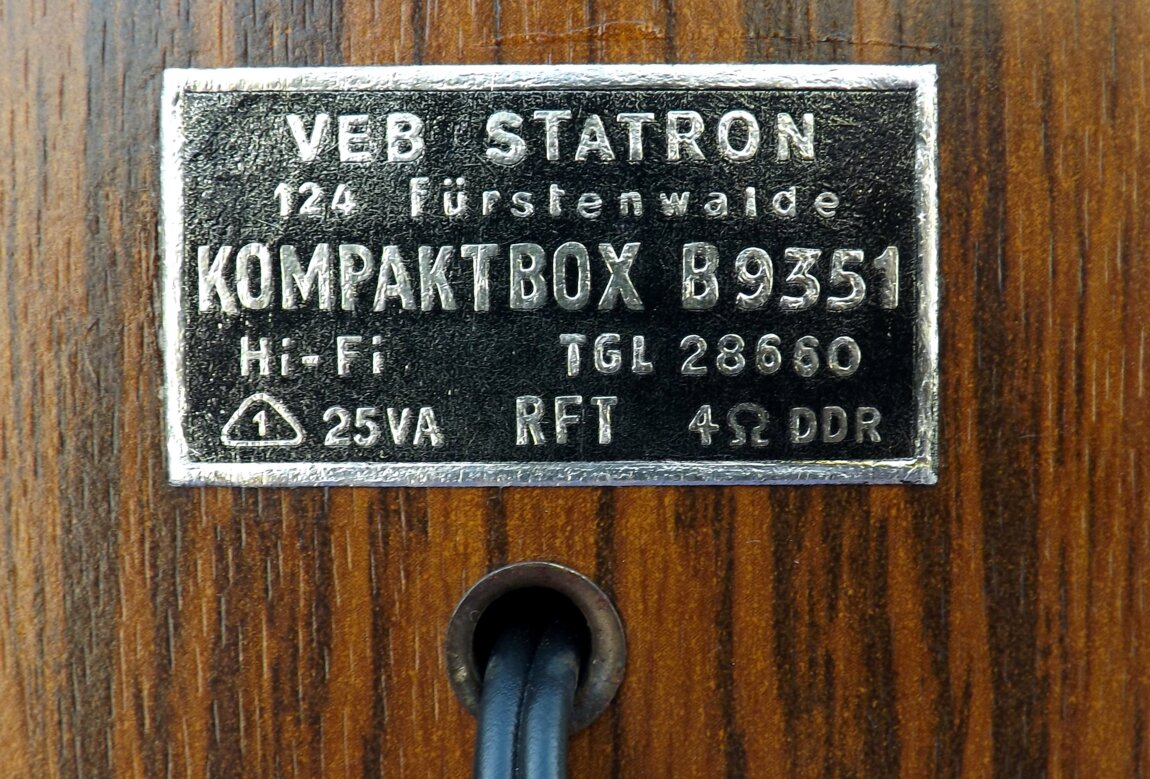 VEB STATRON
124 Fürstenwalde
KOMPAKTBOX B9351
Hi-Fi TGL 28660
1 25VA RFT 4Ω DDR